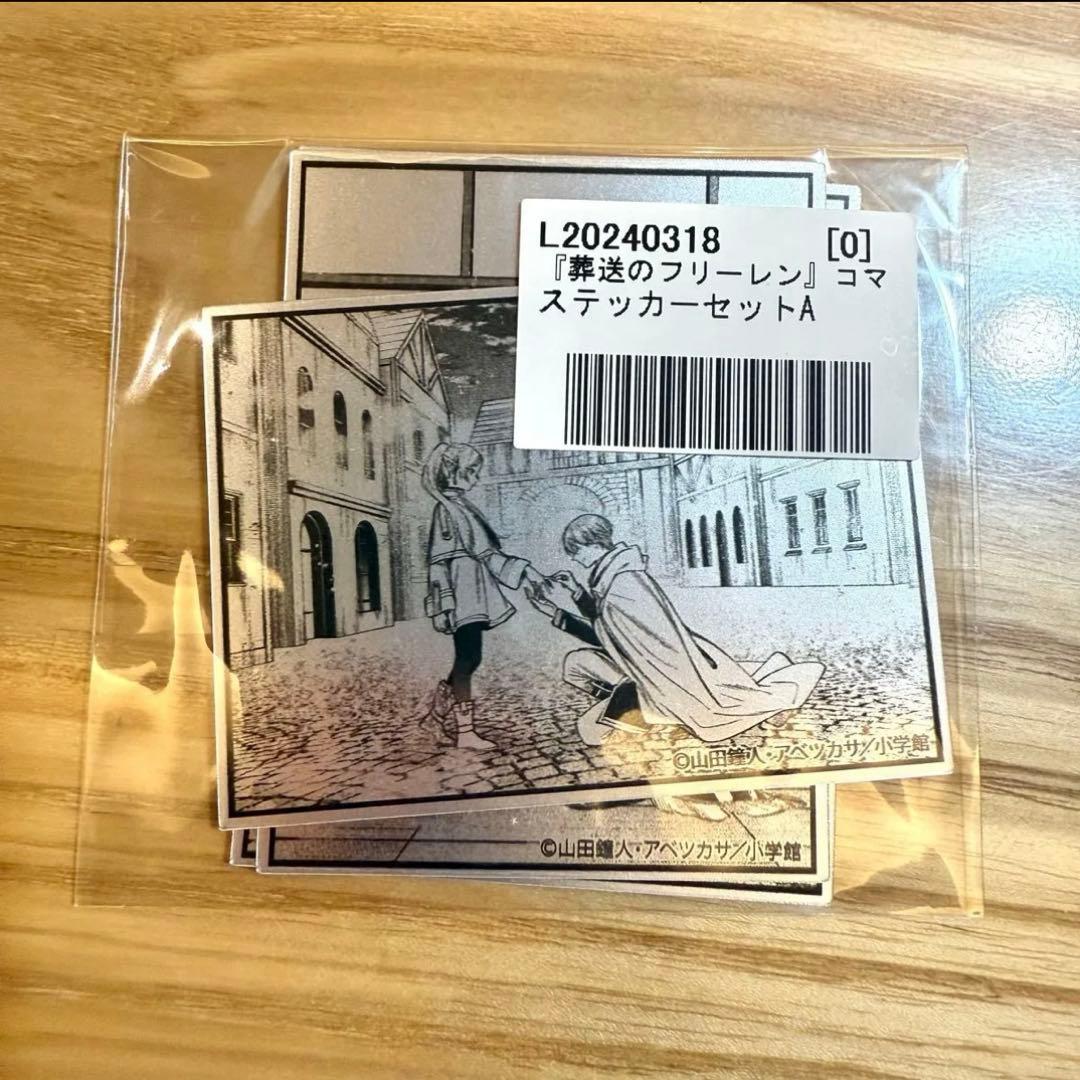 L20240318 [0]
『葬送のフリーレン』コマ
ステッカーセットA
©山田鐘人・アベツカサ/小学館
©山田鐘人・アベツカサ/小学館